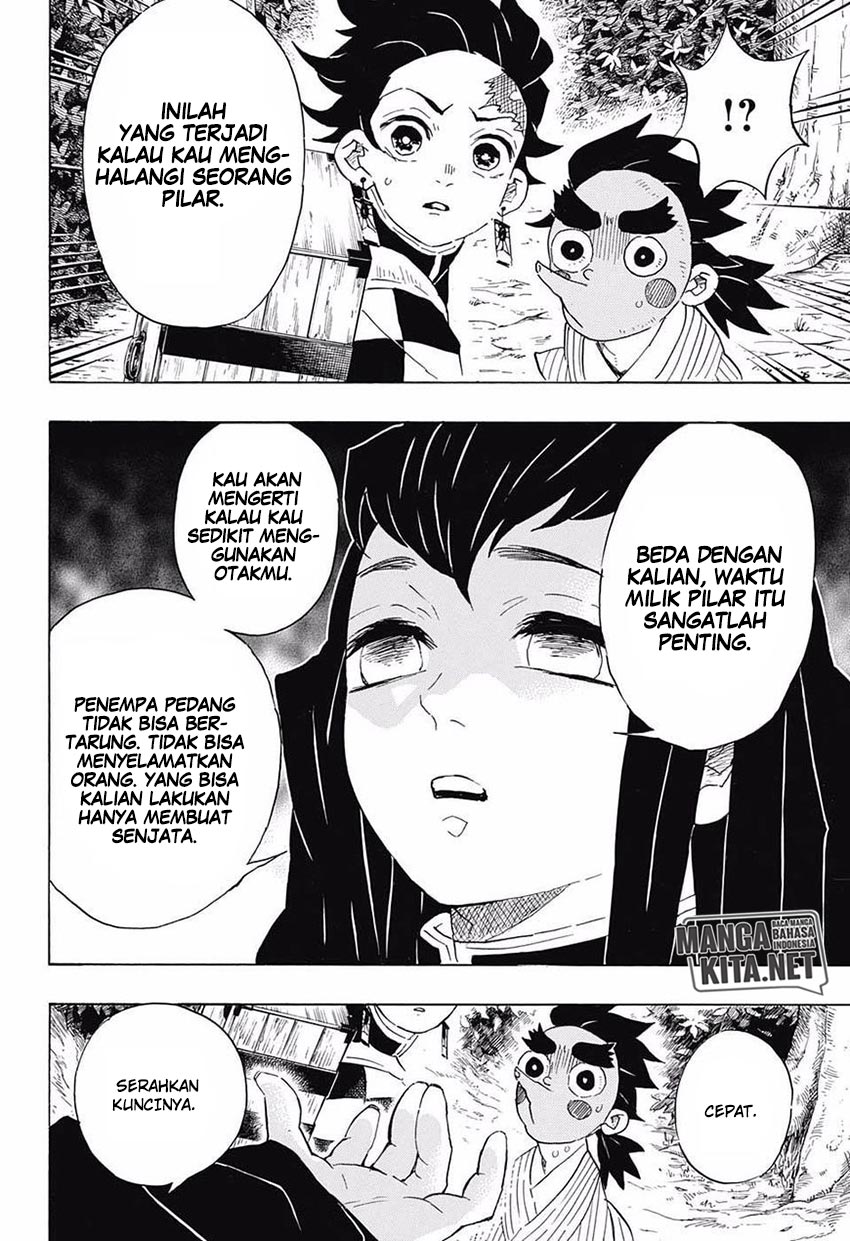 !?
INILAH
YANG TERJADI
KALAU KAU MENG-
HALANGI SEORANG
PILAR.
BEDA DENGAN
KALIAN, WAKTU
MILIK PILAR ITU
SANGATLAH
PENTING.
KAU AKAN
MENGERTI
KALAU KAU
SEDIKIT MENG-
GUNAKAN
OTAKMU.
PENEMPA PEDANG
TIDAK BISA BER-
TARUNG. TIDAK BISA
MENYELAMATKAN
ORANG. YANG BISA
KALIAN LAKUKAN
HANYA MEMBUAT
SENJATA.
MANGA
KITA.NET
BACA MANGA
BAHASA
INDONESIA
CEPAT.
SERAHKAN
KUNCINYA.